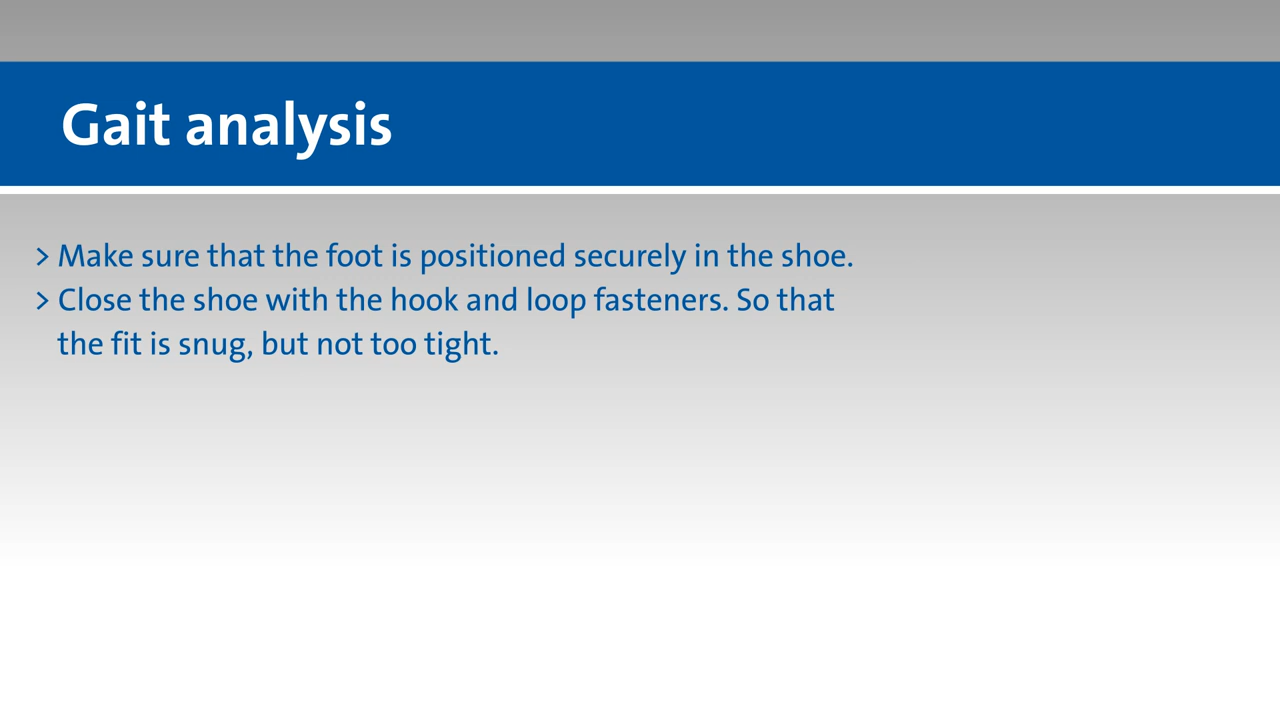 Gait analysis
> Make sure that the foot is positioned securely in the shoe.
> Close the shoe with the hook and loop fasteners. So that
the fit is snug, but not too tight.